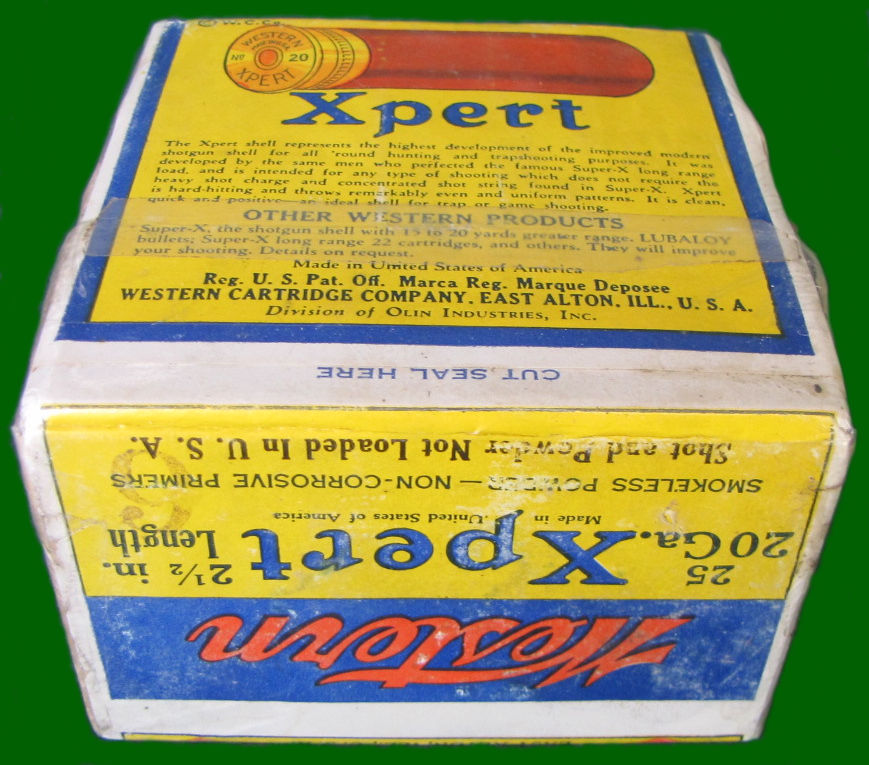 © W. C. Co.
WESTERN
MADE IN U.S.A.
No 20
XPERT
Xpert
The Xpert shell represents the highest development of the improved modern
shotgun shell for all 'round hunting and trapshooting purposes. It was
developed by the same men who perfected the famous Super-X long range
load, and is intended for any type of shooting which does not require the
heavy shot charge and concentrated shot string found in Super-X. Xpert
is hard-hitting and throws remarkably even and uniform patterns. It is clean,
quick and positive—an ideal shell for trap or game shooting.
OTHER WESTERN PRODUCTS
Super-X, the shotgun shell with 15 to 20 yards greater range, LUBALOY
bullets; Super-X long range 22 cartridges, and others. They will improve
your shooting. Details on request.
Made in United States of America
Reg. U. S. Pat. Off. Marca Reg. Marque Deposee
WESTERN CARTRIDGE COMPANY, EAST ALTON, ILL., U. S. A.
Division of OLIN INDUSTRIES, INC.
CUT SEAL HERE
Western
25
20 Ga. Xpert 2½ in. Length
Made in United States of America
SMOKELESS POWDER—NON-CORROSIVE PRIMERS
Shot and Powder Not Loaded In U. S. A.